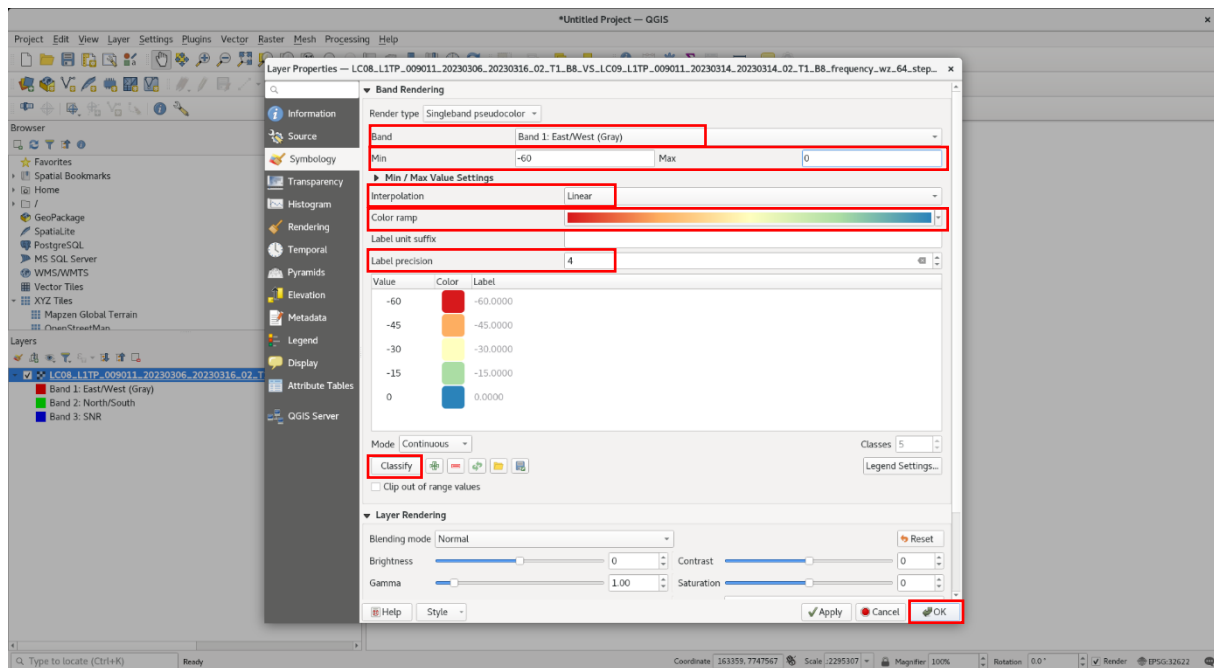 *Untitled Project — QGIS
Project Edit View Layer Settings Plugins Vector Raster Mesh Processing Help
Layer Properties — LC08_L1TP_009011_20230306_20230316_02_T1_B8_VS_LC09_L1TP_009011_20230314_20230314_02_T1_B8_frequency_wz_64_step…
Browser
Favorites
Spatial Bookmarks
Home
/
GeoPackage
SpatiaLite
PostgreSQL
MS SQL Server
WMS/WMTS
Vector Tiles
XYZ Tiles
Mapzen Global Terrain
OpenStreetMap
Layers
LC08_L1TP_009011_20230306_20230316_02_T
Band 1: East/West (Gray)
Band 2: North/South
Band 3: SNR
Information
Source
Symbology
Transparency
Histogram
Rendering
Temporal
Pyramids
Elevation
Metadata
Legend
Display
Attribute Tables
QGIS Server
Band Rendering
Render type Singleband pseudocolor
Band Band 1: East/West (Gray)
Min -60 Max 0
Min / Max Value Settings
Interpolation Linear
Color ramp
Label unit suffix
Label precision 4
Value Color Label
-60 -60.0000
-45 -45.0000
-30 -30.0000
-15 -15.0000
0 0.0000
Mode Continuous Classes 5
Classify Legend Settings...
Clip out of range values
Layer Rendering
Blending mode Normal Reset
Brightness 0 Contrast 0
Gamma 1.00 Saturation 0
Help Style Apply Cancel OK
Type to locate (Ctrl+K) Ready Coordinate 163359,7747567 Scale :2295307 Magnifier 100% Rotation 0.0 ° Render EPSG:32622